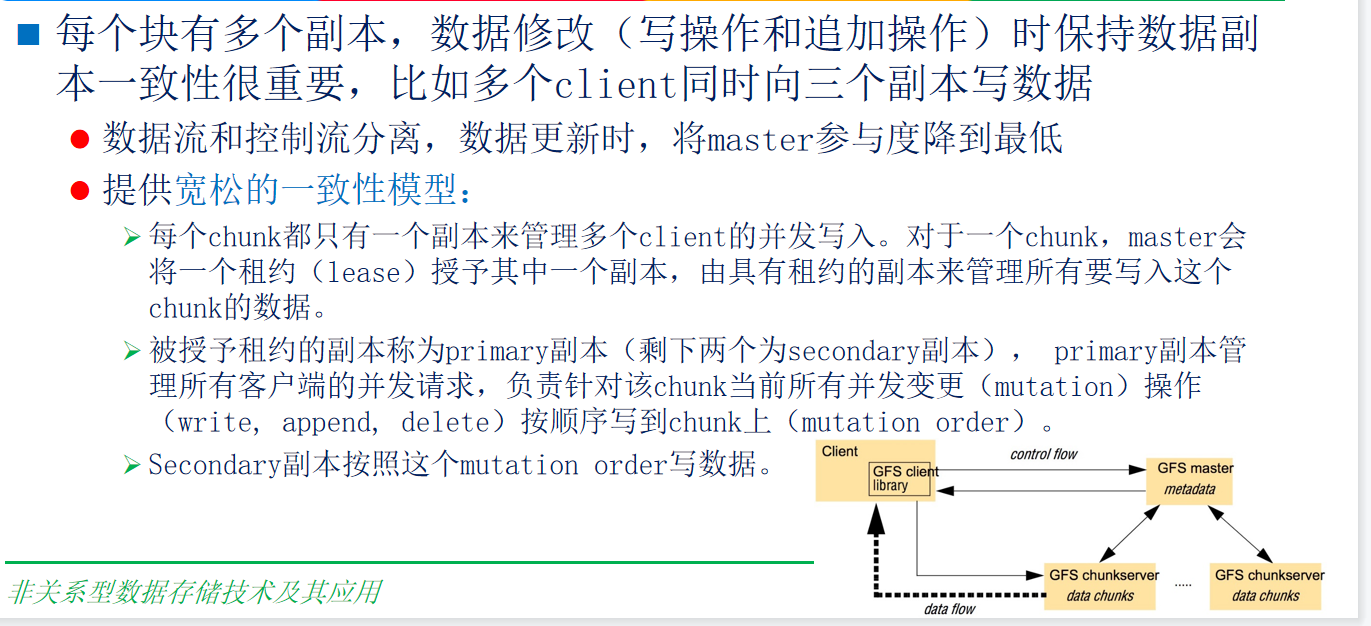 每个块有多个副本，数据修改（写操作和追加操作）时保持数据副
本一致性很重要，比如多个client同时向三个副本写数据
数据流和控制流分离，数据更新时，将master参与度降到最低
提供宽松的一致性模型：
每个chunk都只有一个副本来管理多个client的并发写入。对于一个chunk，master会
将一个租约（lease）授予其中一个副本，由具有租约的副本来管理所有要写入这个
chunk的数据。
被授予租约的副本称为primary副本（剩下两个为secondary副本）， primary副本管
理所有客户端的并发请求，负责针对该chunk当前所有并发变更（mutation）操作
（write, append, delete）按顺序写到chunk上（mutation order）。
Secondary副本按照这个mutation order写数据。
Client
GFS client
library
control flow
GFS master
metadata
GFS chunkserver
data chunks
.....
GFS chunkserver
data chunks
data flow
非关系型数据存储技术及其应用